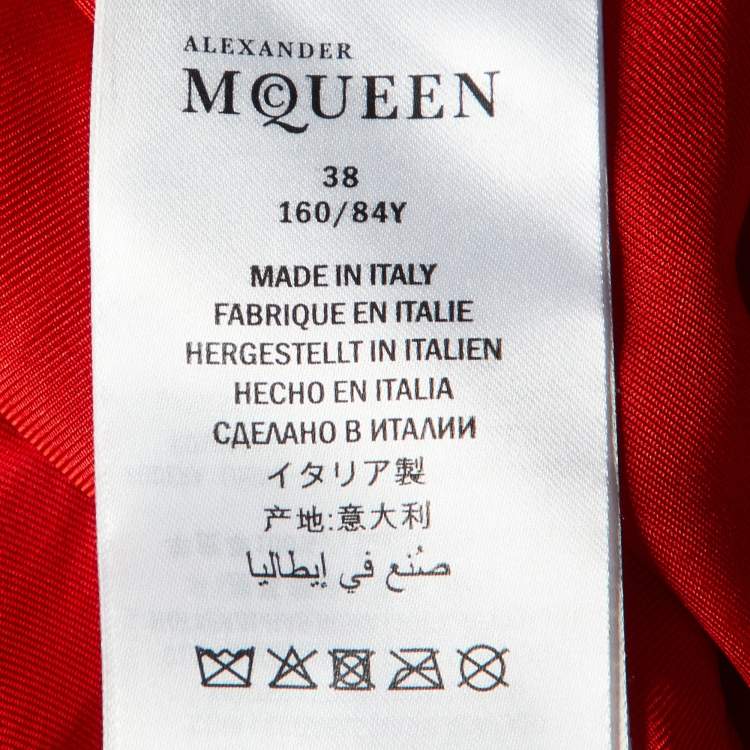 ALEXANDER
McQUEEN
38
160/84Y
MADE IN ITALY
FABRIQUE EN ITALIE
HERGESTELLT IN ITALIEN
HECHO EN ITALIA
СДЕЛАНО В ИТАЛИИ
イタリア製
产地:意大利
صُنع في إيطاليا